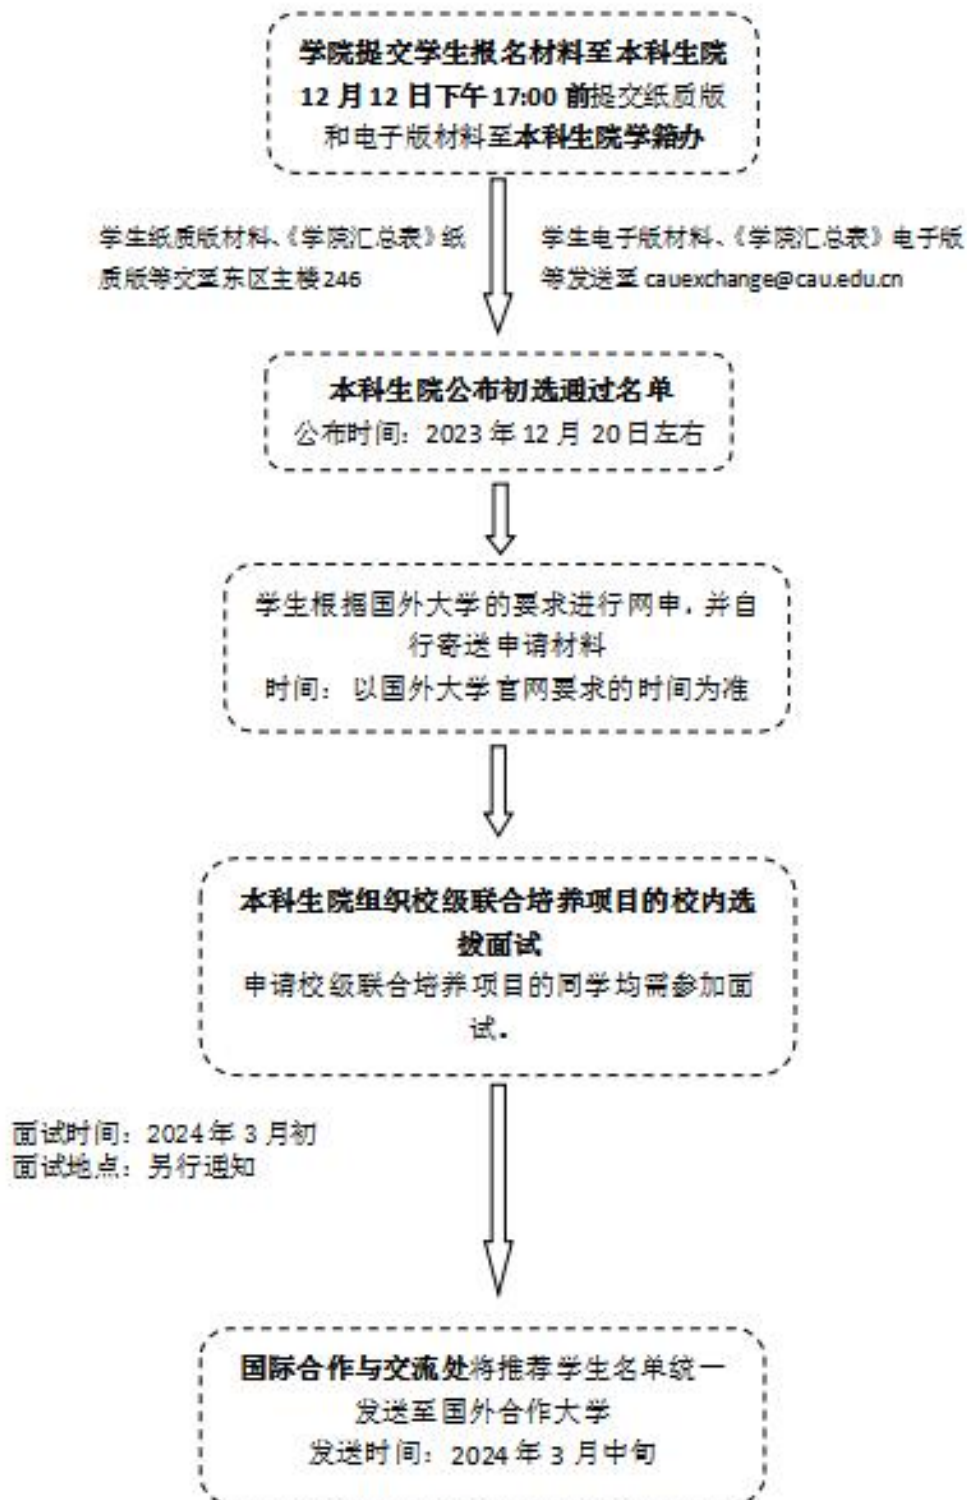 学院提交学生报名材料至本科生院
12 月 12 日下午 17:00 前提交纸质版
和电子版材料至本科生院学籍办
学生纸质版材料、《学院汇总表》纸
质版等交至东区主楼 246
学生电子版材料、《学院汇总表》电子版
等发送至 cauexchange@cau.edu.cn
本科生院公布初选通过名单
公布时间：2023 年 12 月 20 日左右
学生根据国外大学的要求进行网申，并自
行寄送申请材料
时间： 以国外大学官网要求的时间为准
本科生院组织校级联合培养项目的校内选
拔面试
申请校级联合培养项目的同学均需参加面
试。
面试时间：2024 年 3 月初
面试地点：另行通知
国际合作与交流处将推荐学生名单统一
发送至国外合作大学
发送时间：2024 年 3 月中旬